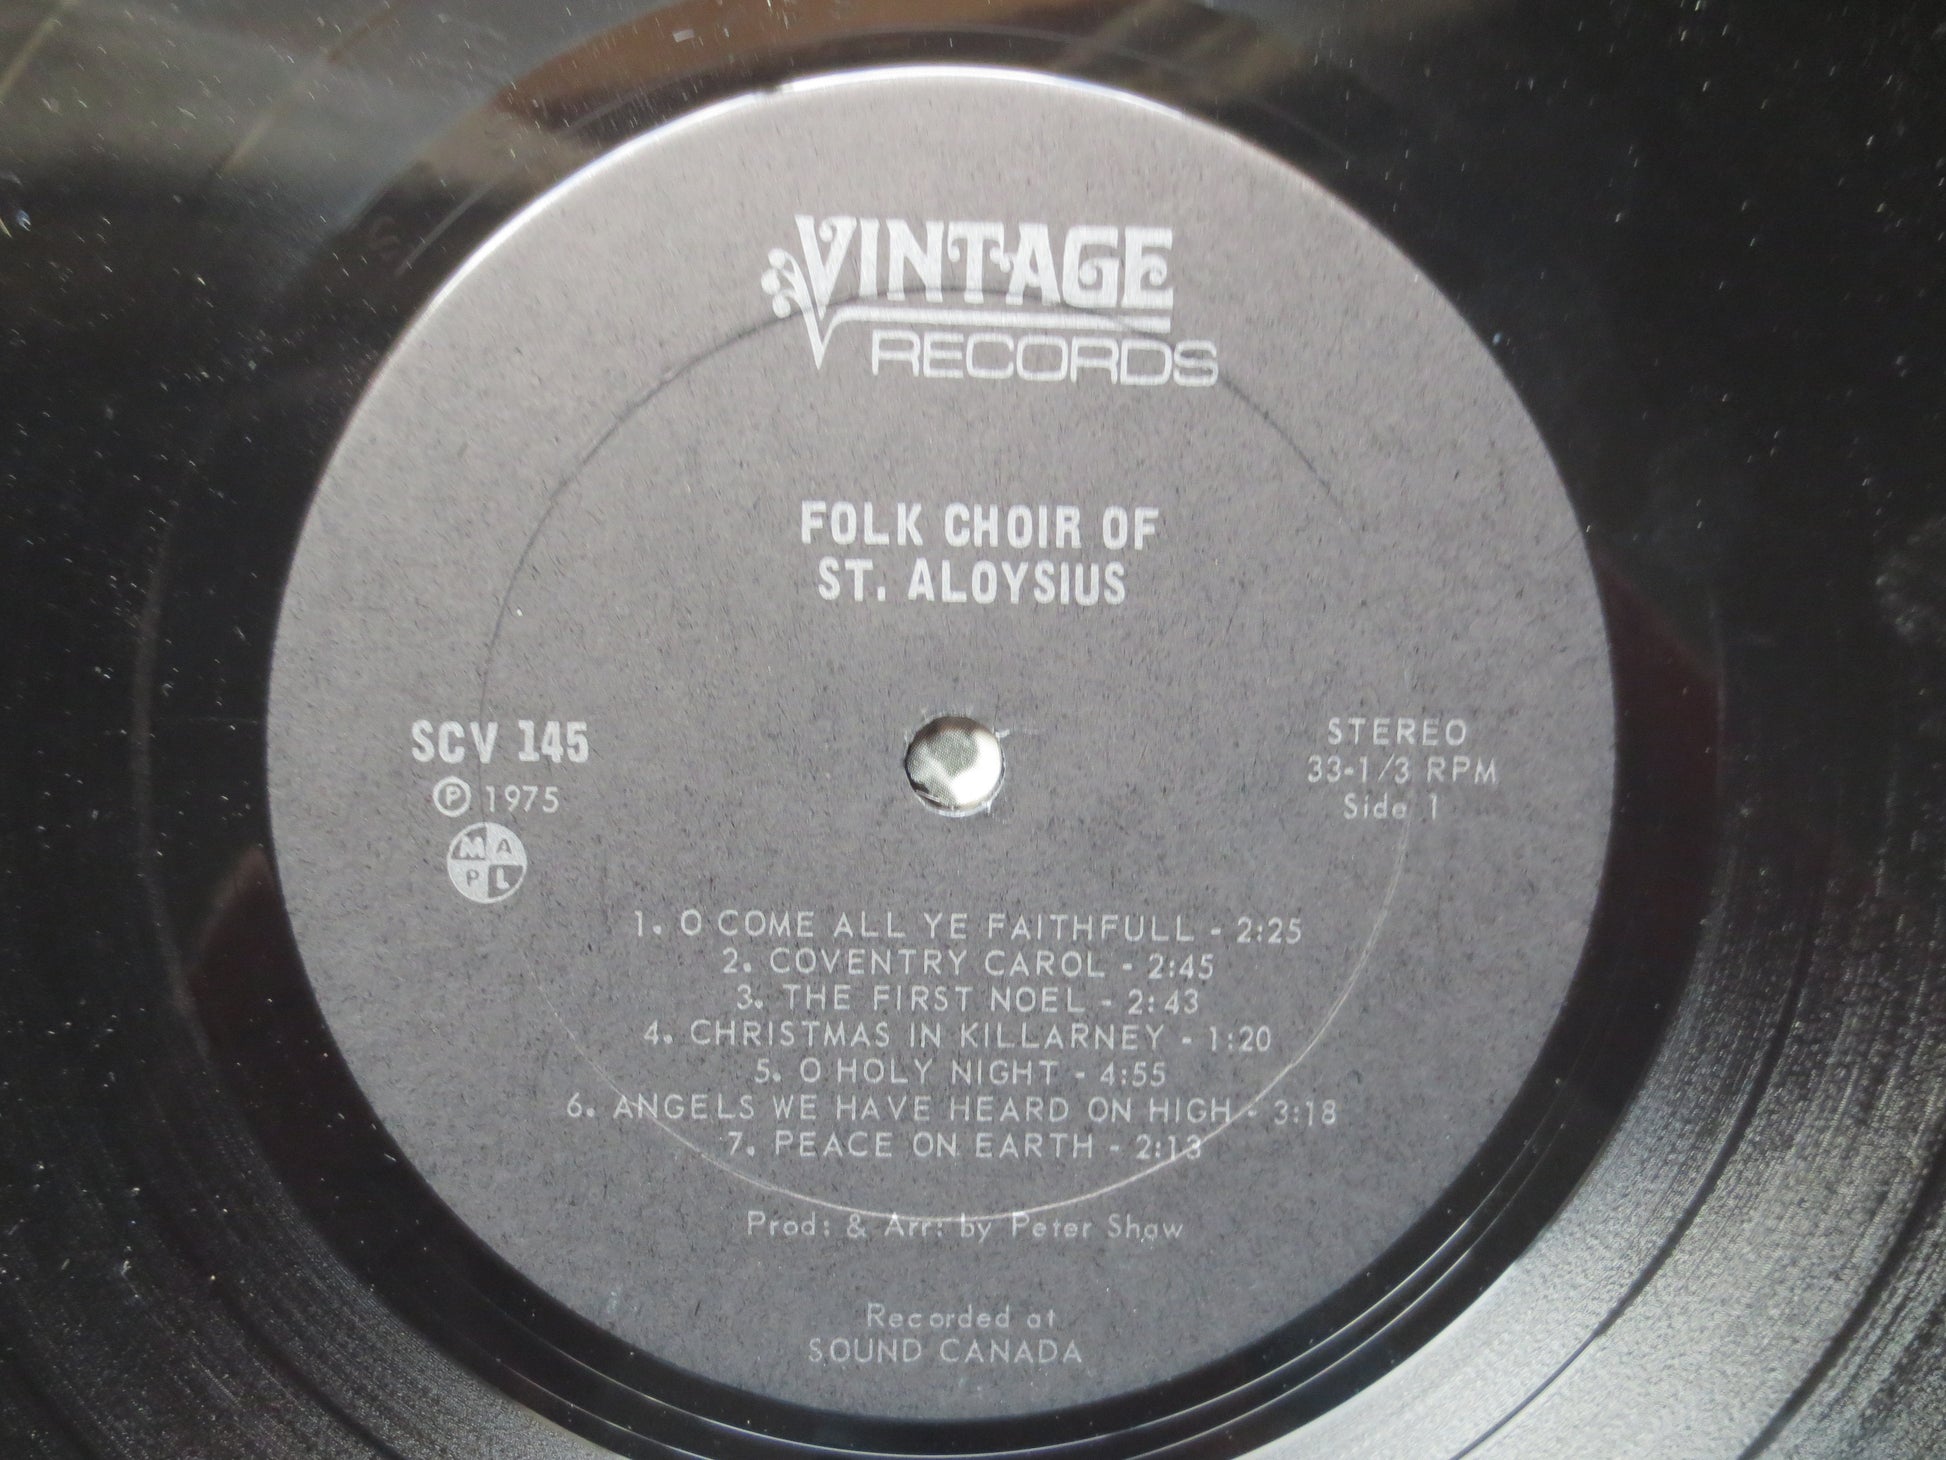 VINTAGE
RECORDS
FOLK CHOIR OF
ST. ALOYSIUS
SCV 145
℗ 1975
M A
P L
STEREO
33-1/3 RPM
Side 1
1. O COME ALL YE FAITHFULL - 2:25
2. COVENTRY CAROL - 2:45
3. THE FIRST NOEL - 2:43
4. CHRISTMAS IN KILLARNEY - 1:20
5. O HOLY NIGHT - 4:55
6. ANGELS WE HAVE HEARD ON HIGH - 3:18
7. PEACE ON EARTH - 2:13
Prod: & Arr: by Peter Shaw
Recorded at
SOUND CANADA